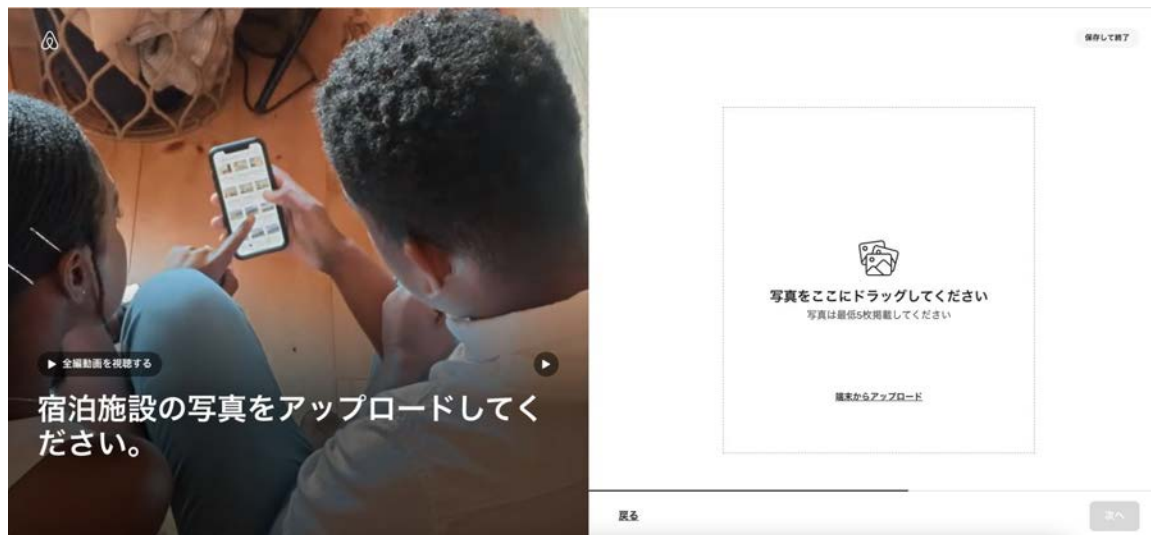 保存して終了
全編動画を視聴する
宿泊施設の写真をアップロードしてく
ださい。
写真をここにドラッグしてください
写真は最低5枚掲載してください
端末からアップロード
戻る
次へ